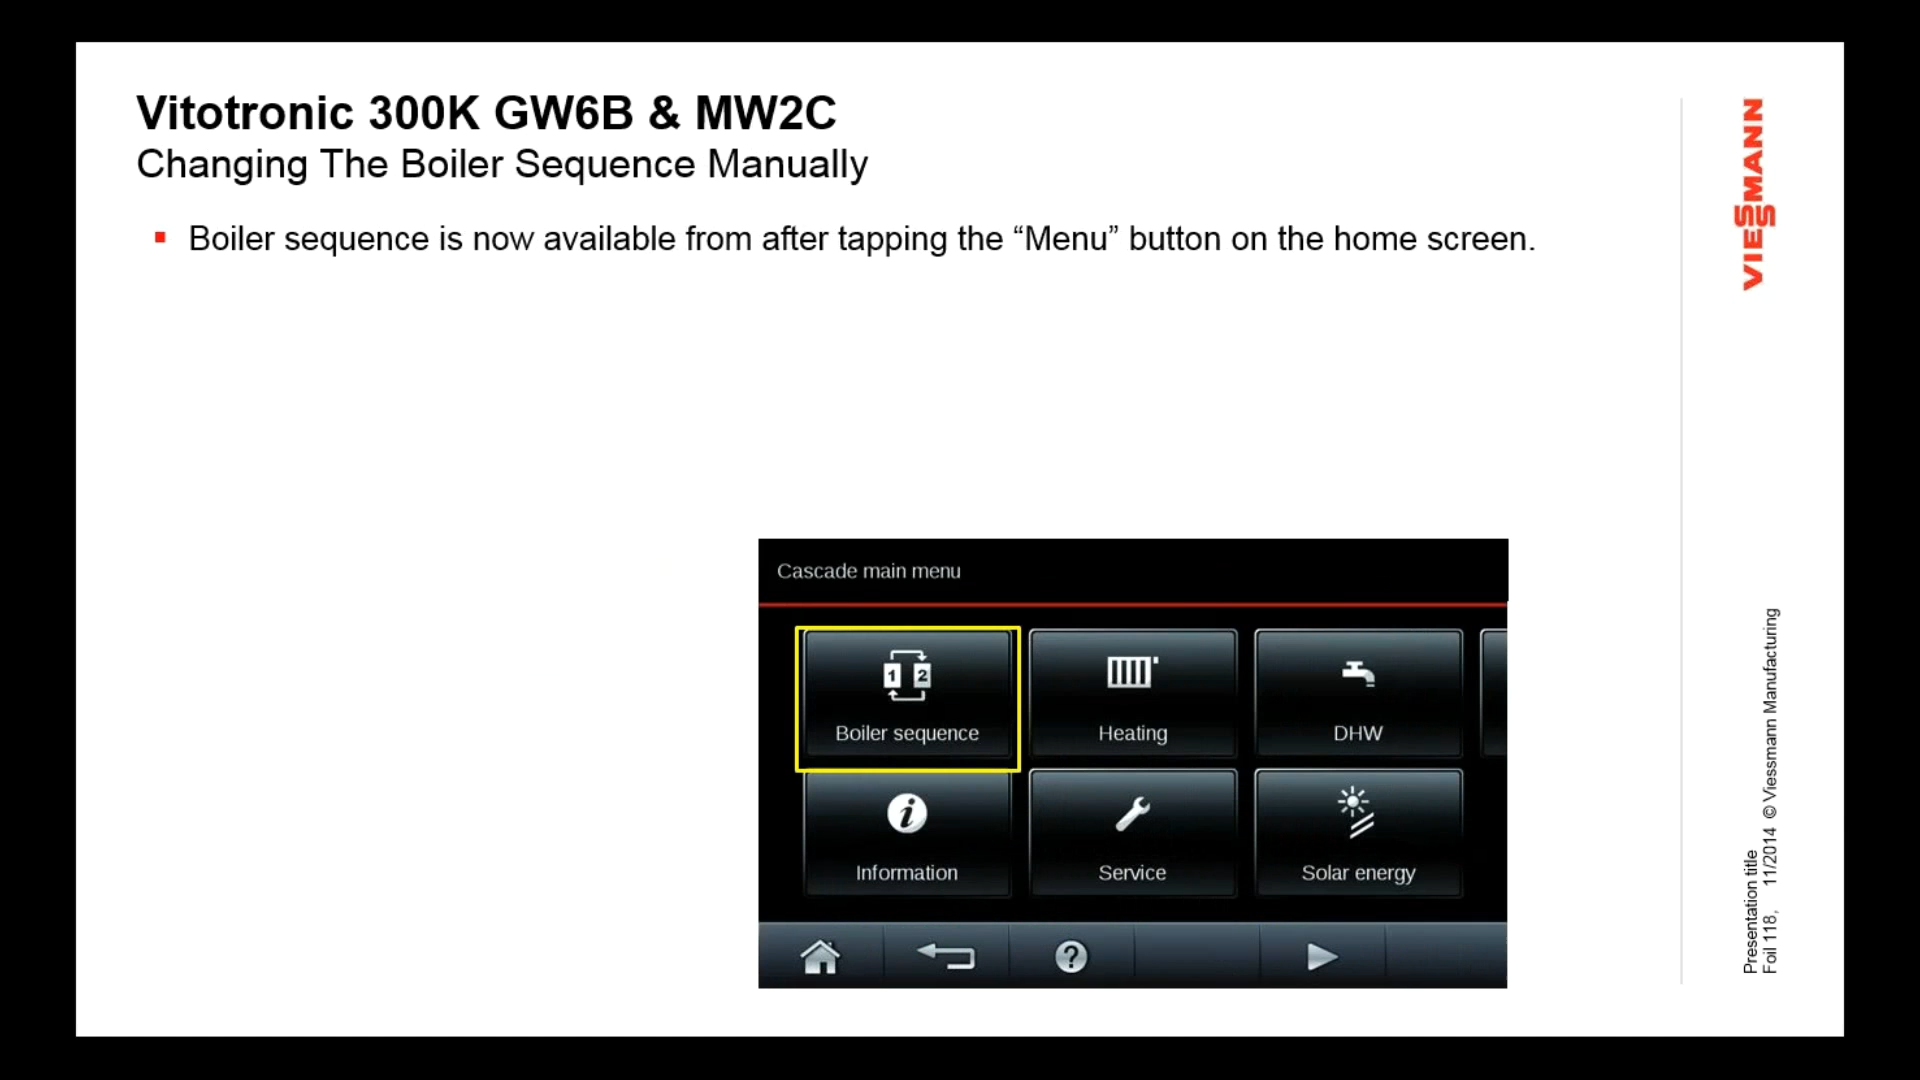 Vitotronic 300K GW6B & MW2C
Changing The Boiler Sequence Manually
Boiler sequence is now available from after tapping the “Menu” button on the home screen.
VIESSMANN
Cascade main menu
1 2
Boiler sequence
Heating
DHW
i
Information
Service
Solar energy
?
Presentation title
Foil 118, 11/2014 © Viessmann Manufacturing